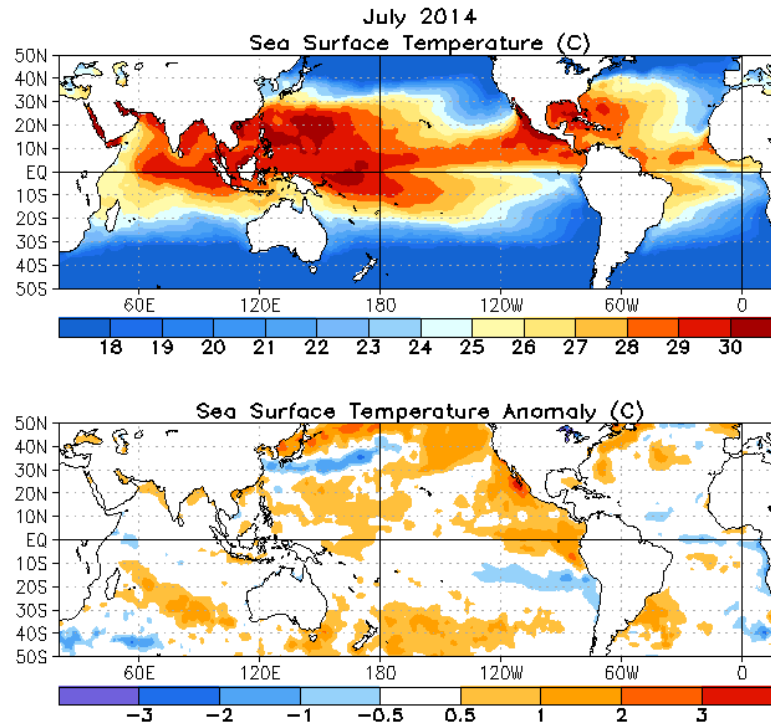 July 2014
Sea Surface Temperature (C)
50N
40N
30N
20N
10N
EQ
10S
20S
30S
40S
50S
60E 120E 180 120W 60W 0
18 19 20 21 22 23 24 25 26 27 28 29 30
Sea Surface Temperature Anomaly (C)
50N
40N
30N
20N
10N
EQ
10S
20S
30S
40S
50S
60E 120E 180 120W 60W 0
-3 -2 -1 -0.5 0.5 1 2 3